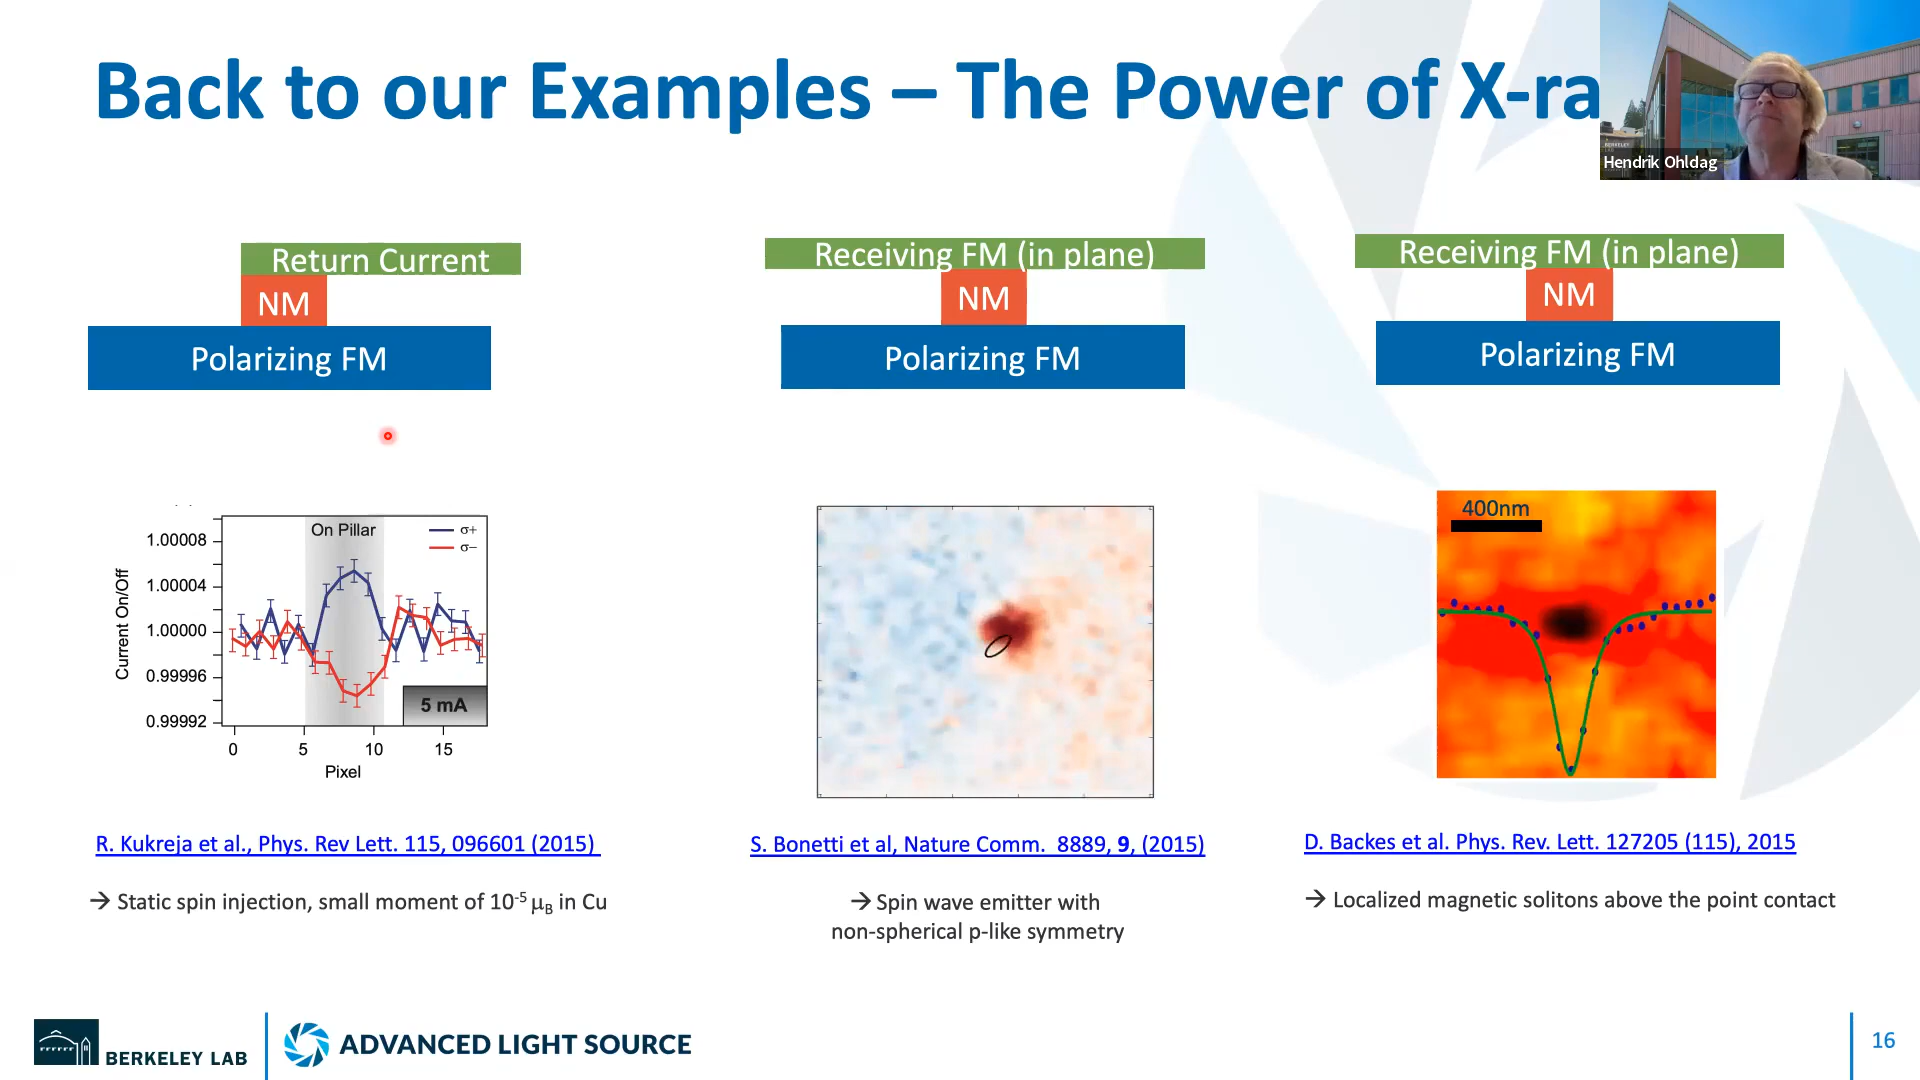 Back to our Examples – The Power of X-ra
Hendrik Ohldag
Return Current
NM
Polarizing FM
Receiving FM (in plane)
NM
Polarizing FM
Receiving FM (in plane)
NM
Polarizing FM
On Pillar
σ+
σ−
1.00008
1.00004
1.00000
0.99996
0.99992
Current On/Off
5 mA
0 5 10 15
Pixel
400nm
R. Kukreja et al., Phys. Rev Lett. 115, 096601 (2015)
→ Static spin injection, small moment of 10⁻⁵ μB in Cu
S. Bonetti et al, Nature Comm. 8889, 9, (2015)
→ Spin wave emitter with
non-spherical p-like symmetry
D. Backes et al. Phys. Rev. Lett. 127205 (115), 2015
→ Localized magnetic solitons above the point contact
BERKELEY LAB
ADVANCED LIGHT SOURCE
16